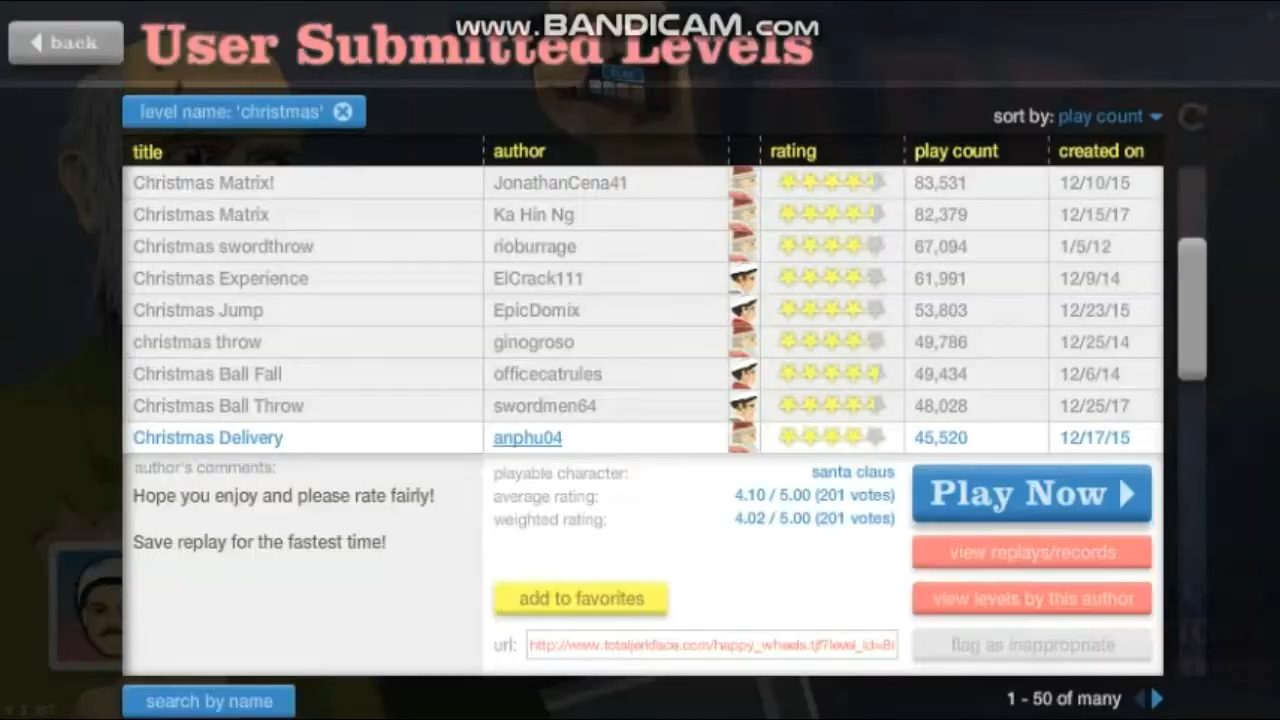 www.BANDICAM.com
back
User Submitted Levels
level name: 'christmas'
sort by: play count
title author rating play count created on
Christmas Matrix! JonathanCena41 83,531 12/10/15
Christmas Matrix Ka Hin Ng 82,379 12/15/17
Christmas swordthrow rioburrage 67,094 1/5/12
Christmas Experience ElCrack111 61,991 12/9/14
Christmas Jump EpicDomix 53,803 12/23/15
christmas throw ginogroso 49,786 12/25/14
Christmas Ball Fall officecatrules 49,434 12/6/14
Christmas Ball Throw swordmen64 48,028 12/25/17
Christmas Delivery anphu04 45,520 12/17/15
author's comments:
Hope you enjoy and please rate fairly!
Save replay for the fastest time!
playable character: santa claus
average rating: 4.10 / 5.00 (201 votes)
weighted rating: 4.02 / 5.00 (201 votes)
add to favorites
url: http://www.totaljerkface.com/happy_wheels.tjf?level_id=8
Play Now
view replays/records
view levels by this author
flag as inappropriate
search by name
1 - 50 of many